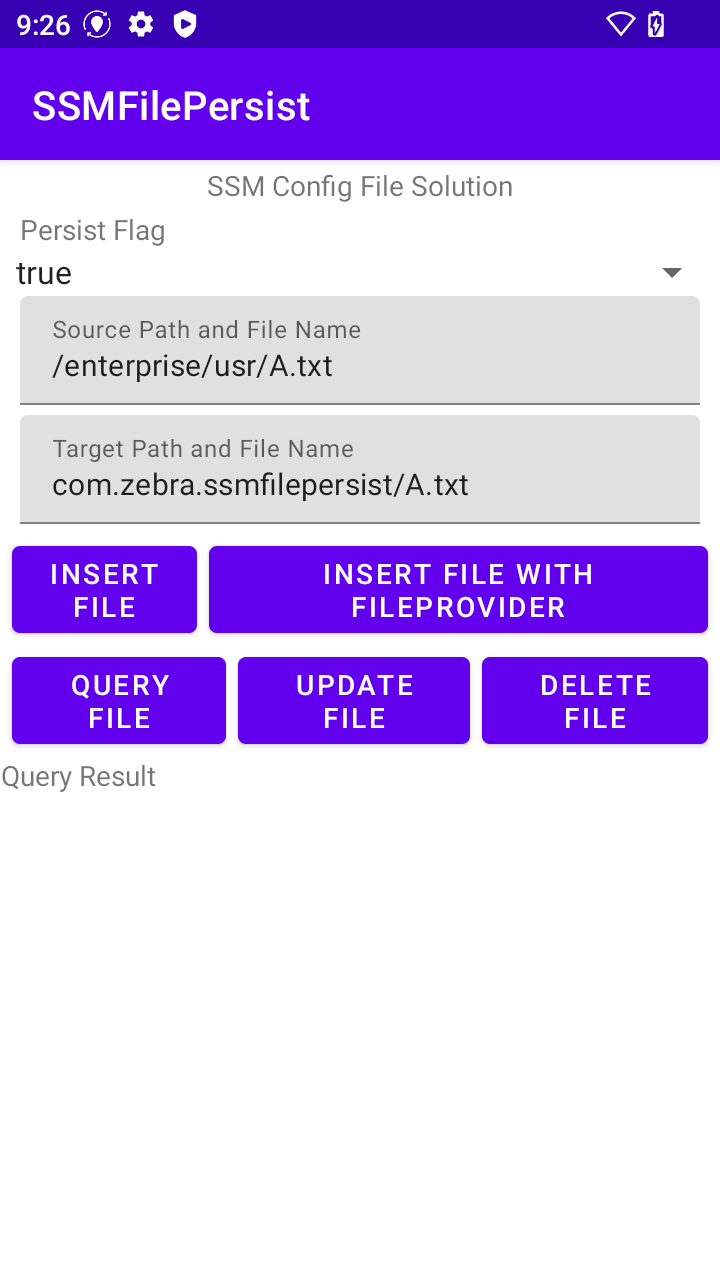 9:26
SSMFilePersist
SSM Config File Solution
Persist Flag
true
Source Path and File Name
/enterprise/usr/A.txt
Target Path and File Name
com.zebra.ssmfilepersist/A.txt
INSERT
FILE
INSERT FILE WITH
FILEPROVIDER
QUERY
FILE
UPDATE
FILE
DELETE
FILE
Query Result